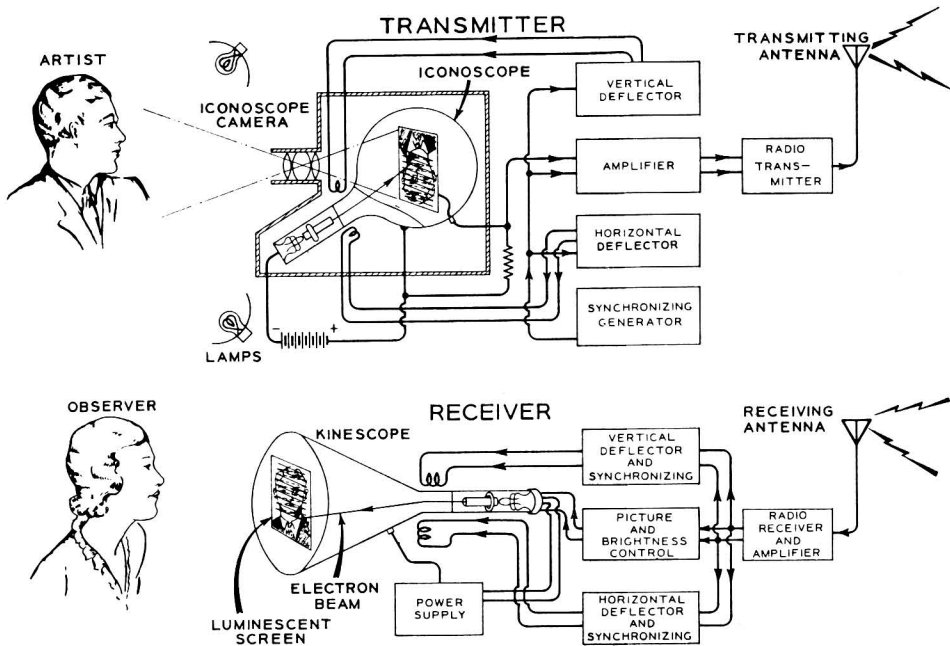 TRANSMITTER
ARTIST
ICONOSCOPE
CAMERA
ICONOSCOPE
VERTICAL
DEFLECTOR
TRANSMITTING
ANTENNA
AMPLIFIER
RADIO
TRANS-
MITTER
HORIZONTAL
DEFLECTOR
SYNCHRONIZING
GENERATOR
LAMPS
- +
OBSERVER
RECEIVER
KINESCOPE
VERTICAL
DEFLECTOR
AND
SYNCHRONIZING
RECEIVING
ANTENNA
PICTURE
AND
BRIGHTNESS
CONTROL
RADIO
RECEIVER
AND
AMPLIFIER
ELECTRON
BEAM
LUMINESCENT
SCREEN
POWER
SUPPLY
HORIZONTAL
DEFLECTOR
AND
SYNCHRONIZING